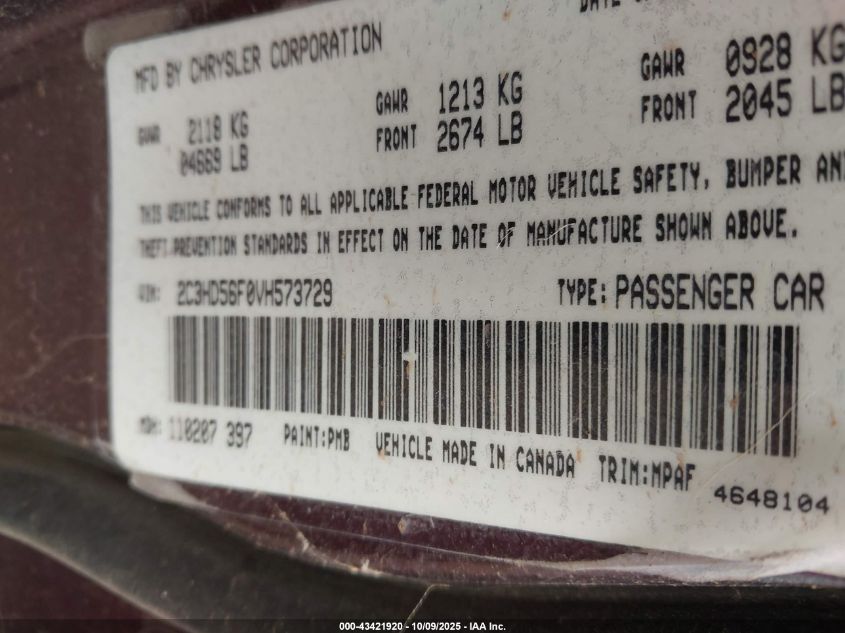 MFD BY CHRYSLER CORPORATION
GVWR 2118 KG GAWR 1213 KG GAWR 0928 KG
04669 LB FRONT 2674 LB FRONT 2045 LB
THIS VEHICLE CONFORMS TO ALL APPLICABLE FEDERAL MOTOR VEHICLE SAFETY, BUMPER AN
THEFT PREVENTION STANDARDS IN EFFECT ON THE DATE OF MANUFACTURE SHOWN ABOVE.
VIN: 2C3HD56F0VH573729 TYPE: PASSENGER CAR
MDH: 110207 397 PAINT:PMB VEHICLE MADE IN CANADA TRIM:MPAF
4648104
000-43421920 - 10/09/2025 - IAA Inc.